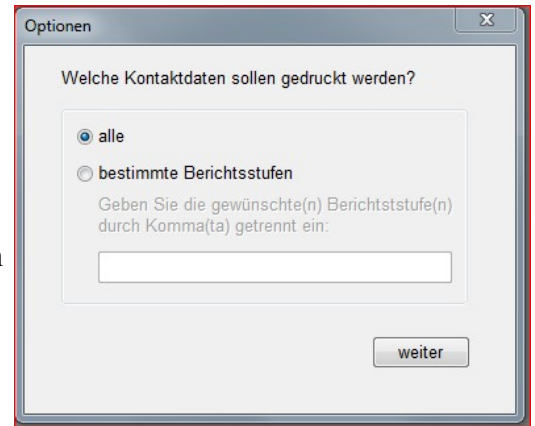 Optionen
Welche Kontaktdaten sollen gedruckt werden?
alle
bestimmte Berichtsstufen
Geben Sie die gewünschte(n) Berichtststufe(n)
durch Komma(ta) getrennt ein:
weiter